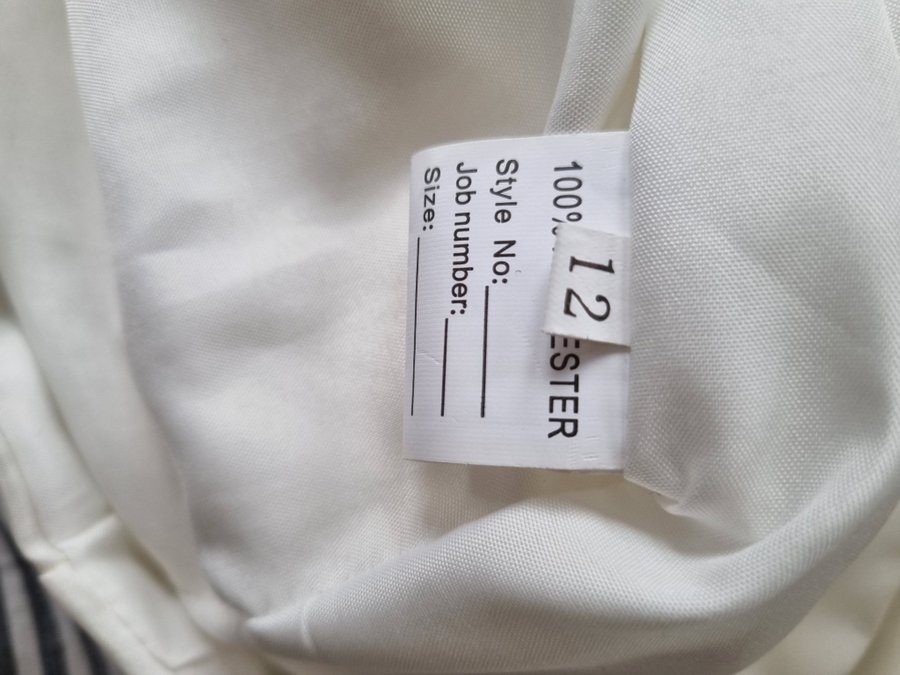 100% ESTER
12
Style No:
Job number:
Size: